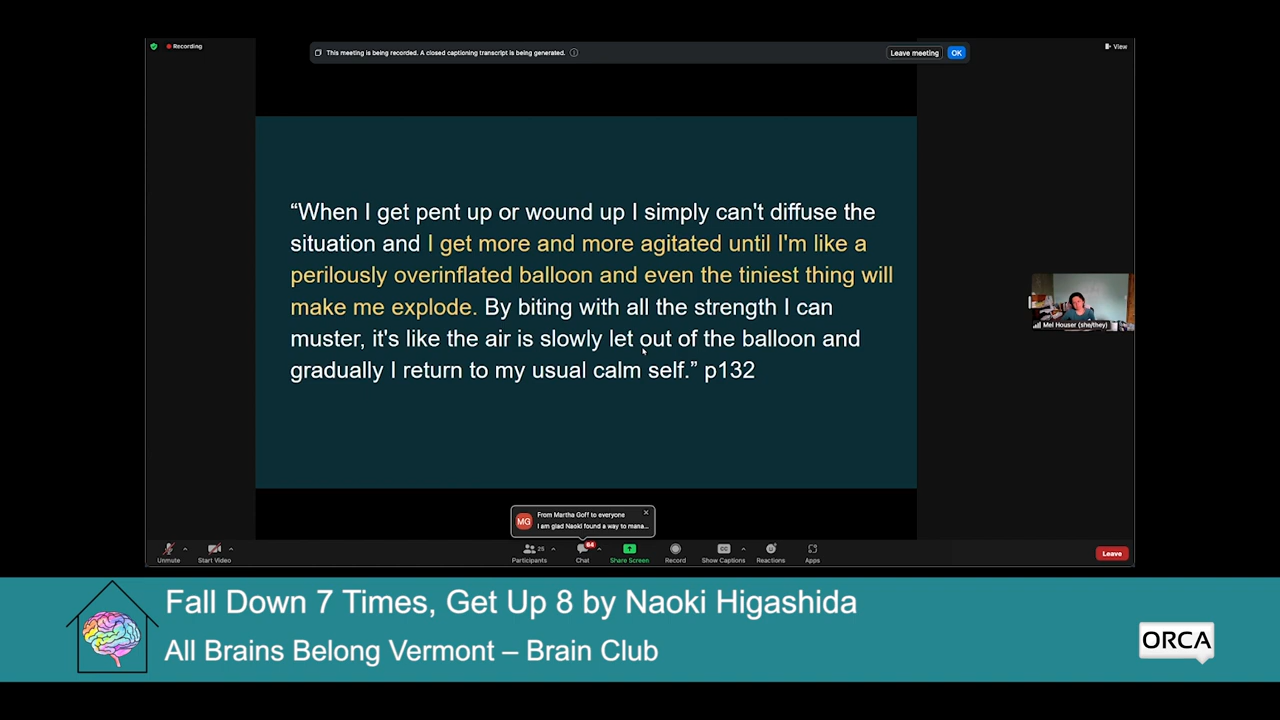 Recording
This meeting is being recorded. A closed captioning transcript is being generated.
Leave meeting
OK
View
“When I get pent up or wound up I simply can't diffuse the
situation and I get more and more agitated until I'm like a
perilously overinflated balloon and even the tiniest thing will
make me explode. By biting with all the strength I can
muster, it's like the air is slowly let out of the balloon and
gradually I return to my usual calm self.” p132
Mel Houser (she/they)
MG
From Martha Goff to everyone
I am glad Naoki found a way to mana...
Unmute
Start Video
25
Participants
64
Chat
Share Screen
Record
CC
Show Captions
Reactions
Apps
Leave
Fall Down 7 Times, Get Up 8 by Naoki Higashida
All Brains Belong Vermont – Brain Club
ORCA